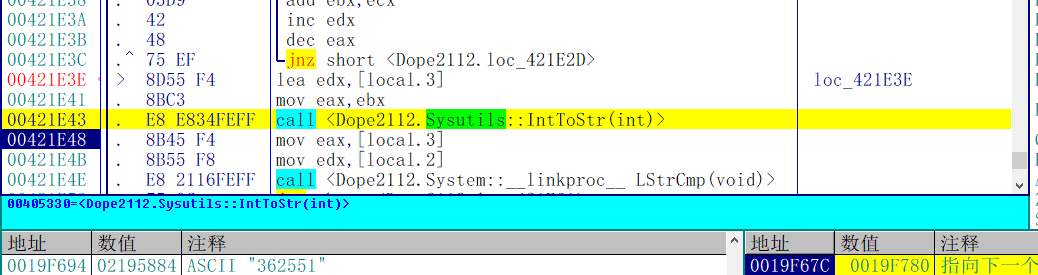 00421E38 . 03D9 add ebx,ecx
00421E3A . 42 inc edx
00421E3B . 48 dec eax
00421E3C .^ 75 EF jnz short <Dope2112.loc_421E2D>
00421E3E > 8D55 F4 lea edx,[local.3] loc_421E3E
00421E41 . 8BC3 mov eax,ebx
00421E43 . E8 E834FEFF call <Dope2112.Sysutils::IntToStr(int)>
00421E48 . 8B45 F4 mov eax,[local.3]
00421E4B . 8B55 F8 mov edx,[local.2]
00421E4E . E8 2116FEFF call <Dope2112.System::__linkproc__ LStrCmp(void)>
00405330=<Dope2112.Sysutils::IntToStr(int)>
地址 数值 注释 地址 数值 注释
0019F694 02195884 ASCII "362551" 0019F67C 0019F780 指向下一个